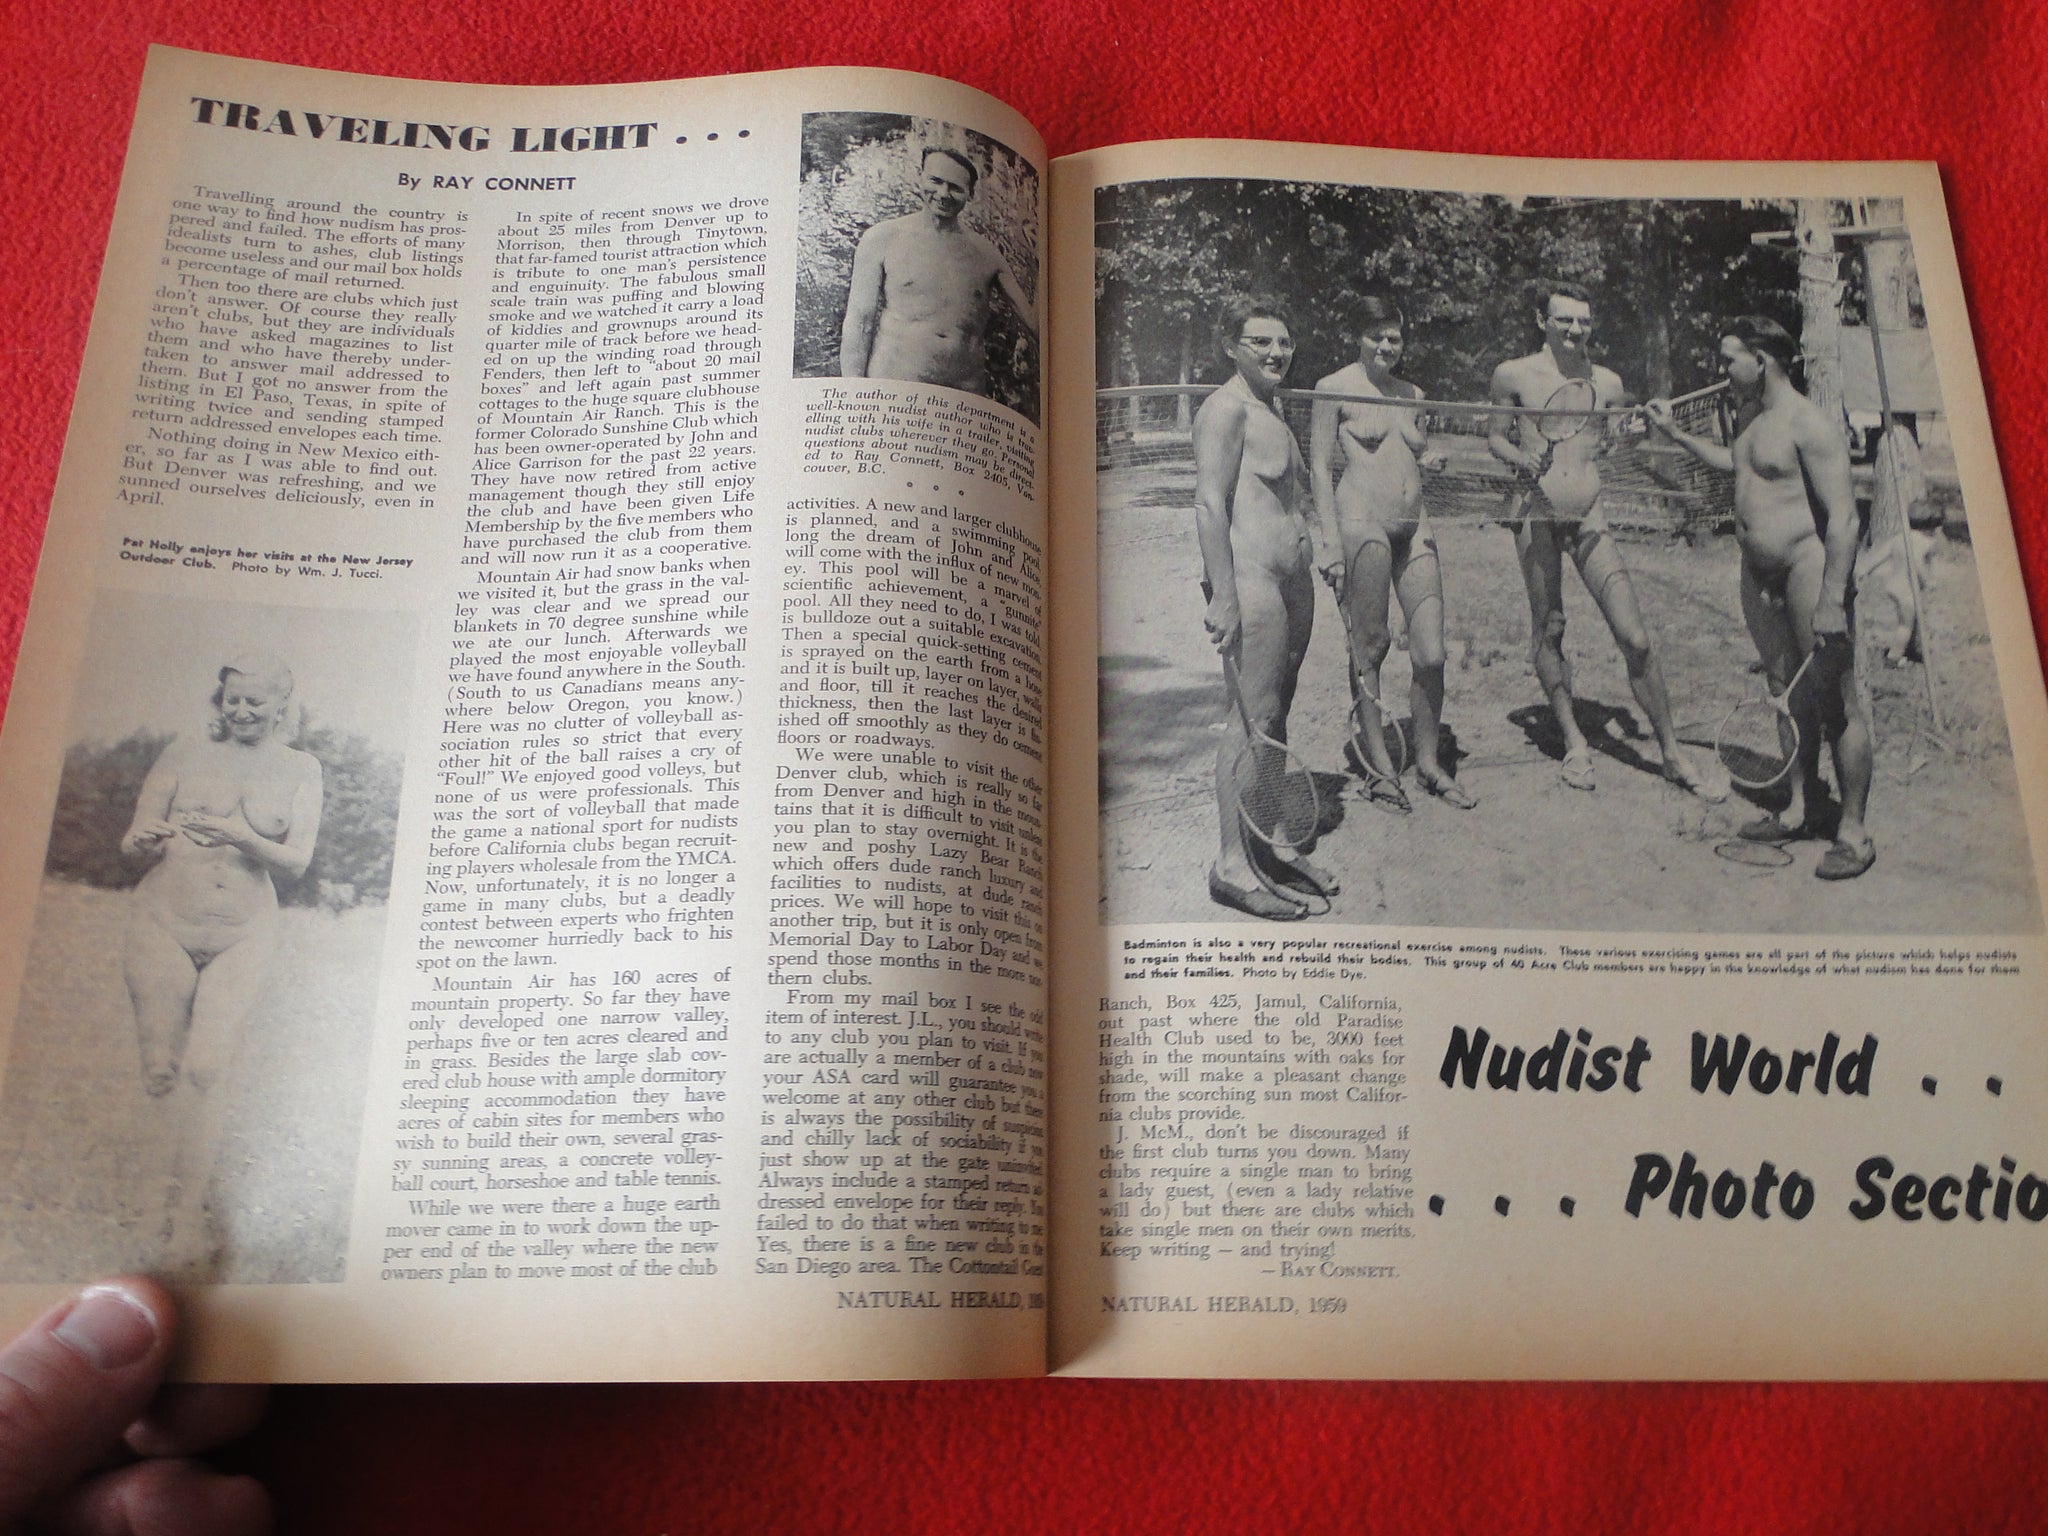 TRAVELING LIGHT . . .
By RAY CONNETT
Travelling around the country is
one way to find how nudism has pros-
pered and failed. The efforts of many
idealists turn to ashes, club listings
become useless and our mail box holds
a percentage of mail returned.
Then too there are clubs which just
don't answer. Of course they really
aren't clubs, but they are individuals
who have asked magazines to list
them and who have thereby under-
taken to answer mail addressed to
them. But I got no answer from the
listing in El Paso, Texas, in spite of
writing twice and sending stamped
return addressed envelopes each time.
Nothing doing in New Mexico eith-
er, so far as I was able to find out.
But Denver was refreshing, and we
sunned ourselves deliciously, even in
April.
Pat Holly enjoys her visits at the New Jersey
Outdoor Club. Photo by Wm. J. Tucci.
In spite of recent snows we drove
about 25 miles from Denver up to
Morrison, then through Tinytown,
that far-famed tourist attraction which
is tribute to one man's persistence
and enguinuity. The fabulous small
scale train was puffing and blowing
smoke and we watched it carry a load
of kiddies and grownups around its
quarter mile of track before we head-
ed on up the winding road through
Fenders, then left to "about 20 mail
boxes" and left again past summer
cottages to the huge square clubhouse
of Mountain Air Ranch. This is the
former Colorado Sunshine Club which
has been owner-operated by John and
Alice Garrison for the past 22 years.
They have now retired from active
management though they still enjoy
the club and have been given Life
Membership by the five members who
have purchased the club from them
and will now run it as a cooperative.
Mountain Air had snow banks when
we visited it, but the grass in the val-
ley was clear and we spread our
blankets in 70 degree sunshine while
we ate our lunch. Afterwards we
played the most enjoyable volleyball
we have found anywhere in the South.
(South to us Canadians means any-
where below Oregon, you know.)
Here was no clutter of volleyball as-
sociation rules so strict that every
other hit of the ball raises a cry of
"Foul!" We enjoyed good volleys, but
none of us were professionals. This
was the sort of volleyball that made
the game a national sport for nudists
before California clubs began recruit-
ing players wholesale from the YMCA.
Now, unfortunately, it is no longer a
game in many clubs, but a deadly
contest between experts who frighten
the newcomer hurriedly back to his
spot on the lawn.
Mountain Air has 160 acres of
mountain property. So far they have
only developed one narrow valley,
perhaps five or ten acres cleared and
in grass. Besides the large slab cov-
ered club house with ample dormitory
sleeping accommodation they have
acres of cabin sites for members who
wish to build their own, several gras-
sy sunning areas, a concrete volley-
ball court, horseshoe and table tennis.
While we were there a huge earth
mover came in to work down the up-
per end of the valley where the new
owners plan to move most of the club
The author of this department is a
well-known nudist author who is trav-
elling with his wife in a trailer, visiting
nudist clubs wherever they go. Personal
questions about nudism may be direct-
ed to Ray Connett, Box 2405, Van-
couver, B.C.
activities. A new and larger clubhouse
is planned, and a swimming pool,
long the dream of John and Alice,
will come with the influx of new mon-
ey. This pool will be a marvel of
scientific achievement, a "gunnite"
pool. All they need to do, I was told,
is bulldoze out a suitable excavation.
Then a special quick-setting cement
is sprayed on the earth from a hose
and it is built up, layer on layer, walls
and floor, till it reaches the desired
thickness, then the last layer is fin-
ished off smoothly as they do cement
floors or roadways.
We were unable to visit the other
Denver club, which is really so far
from Denver and high in the moun-
tains that it is difficult to visit unless
you plan to stay overnight. It is the
new and poshy Lazy Bear Ranch
which offers dude ranch luxury and
facilities to nudists, at dude ranch
prices. We will hope to visit this on
another trip, but it is only open from
Memorial Day to Labor Day and we
spend those months in the more nor-
thern clubs.
From my mail box I see the odd
item of interest. J.L., you should write
to any club you plan to visit. If you
are actually a member of a club now
your ASA card will guarantee you a
welcome at any other club but there
is always the possibility of suspicion
and chilly lack of sociability if you
just show up at the gate uninvited.
Always include a stamped return ad-
dressed envelope for their reply. You
failed to do that when writing to me.
Yes, there is a fine new club in the
San Diego area. The Cottontail
NATURAL HERALD,
Badminton is also a very popular recreational exercise among nudists. These various exercising games are all part of the picture which helps nudists
to regain their health and rebuild their bodies. This group of 40 Acre Club members are happy in the knowledge of what nudism has done for them
and their families. Photo by Eddie Dye.
Ranch, Box 425, Jamul, California,
out past where the old Paradise
Health Club used to be, 3000 feet
high in the mountains with oaks for
shade, will make a pleasant change
from the scorching sun most Califor-
nia clubs provide.
J. McM., don't be discouraged if
the first club turns you down. Many
clubs require a single man to bring
a lady guest, (even a lady relative
will do) but there are clubs which
take single men on their own merits.
Keep writing — and trying!
— RAY CONNETT.
Nudist World . .
. . . Photo Sectio
NATURAL HERALD, 1959